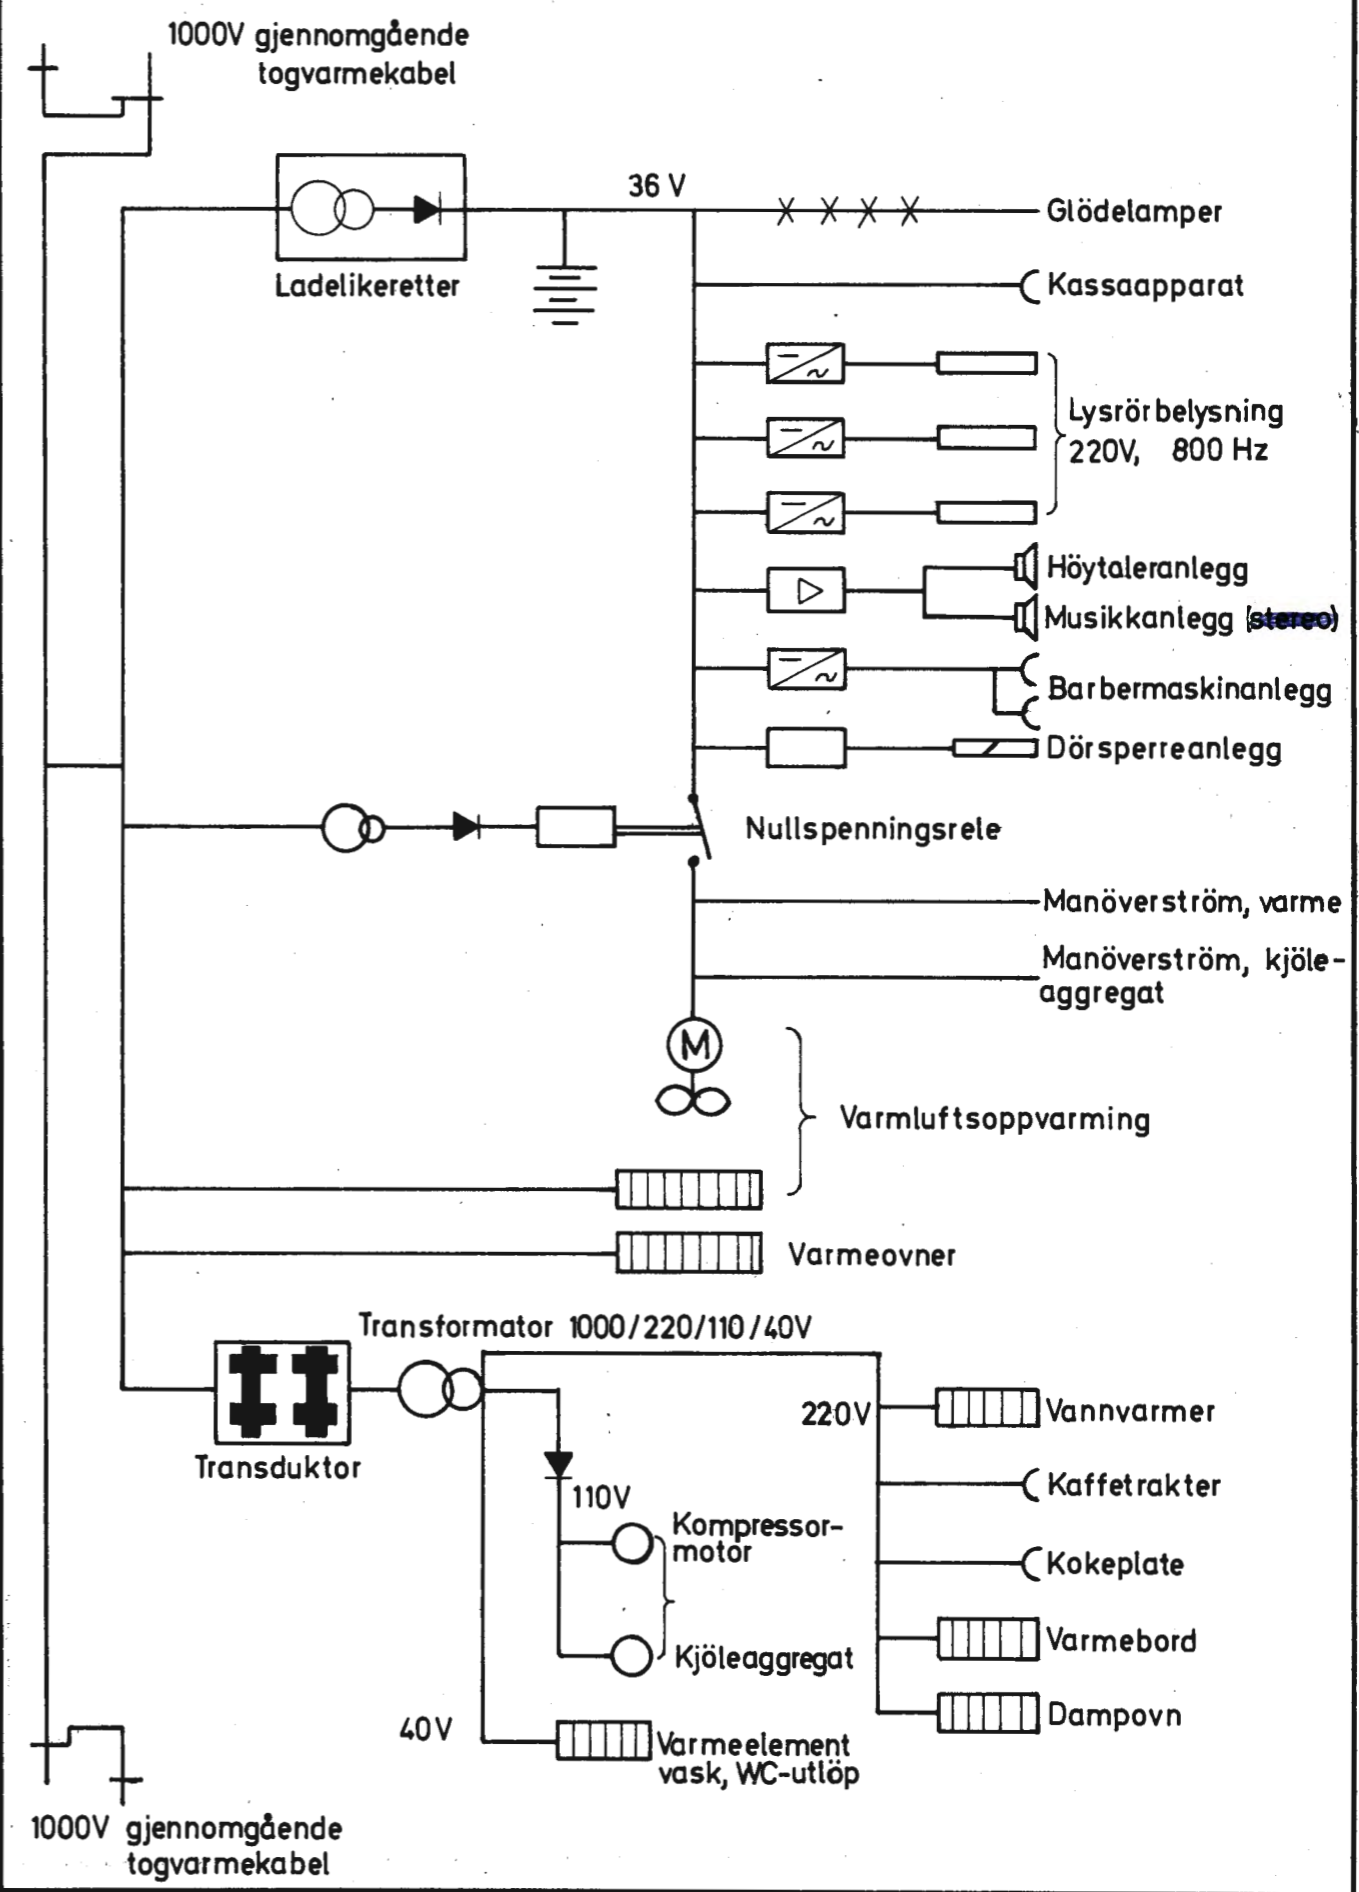 1000V gjennomgående
togvarmekabel
36 V
Glödelamper
Ladelikeretter
Kassaapparat
Lysrörbelysning
220V, 800 Hz
Höytaleranlegg
Musikkanlegg (stereo)
Barbermaskinanlegg
Dörsperreanlegg
Nullspenningsrele
Manöverström, varme
Manöverström, kjöle-
aggregat
M
Varmluftsoppvarming
Varmeovner
Transformator 1000/220/110/40V
Transduktor
220V
Vannvarmer
110V
Kaffetrakter
Kompressor-
motor
Kokeplate
Kjöleaggregat
Varmebord
40V
Varmeelement
vask, WC-utlöp
Dampovn
1000V gjennomgående
togvarmekabel